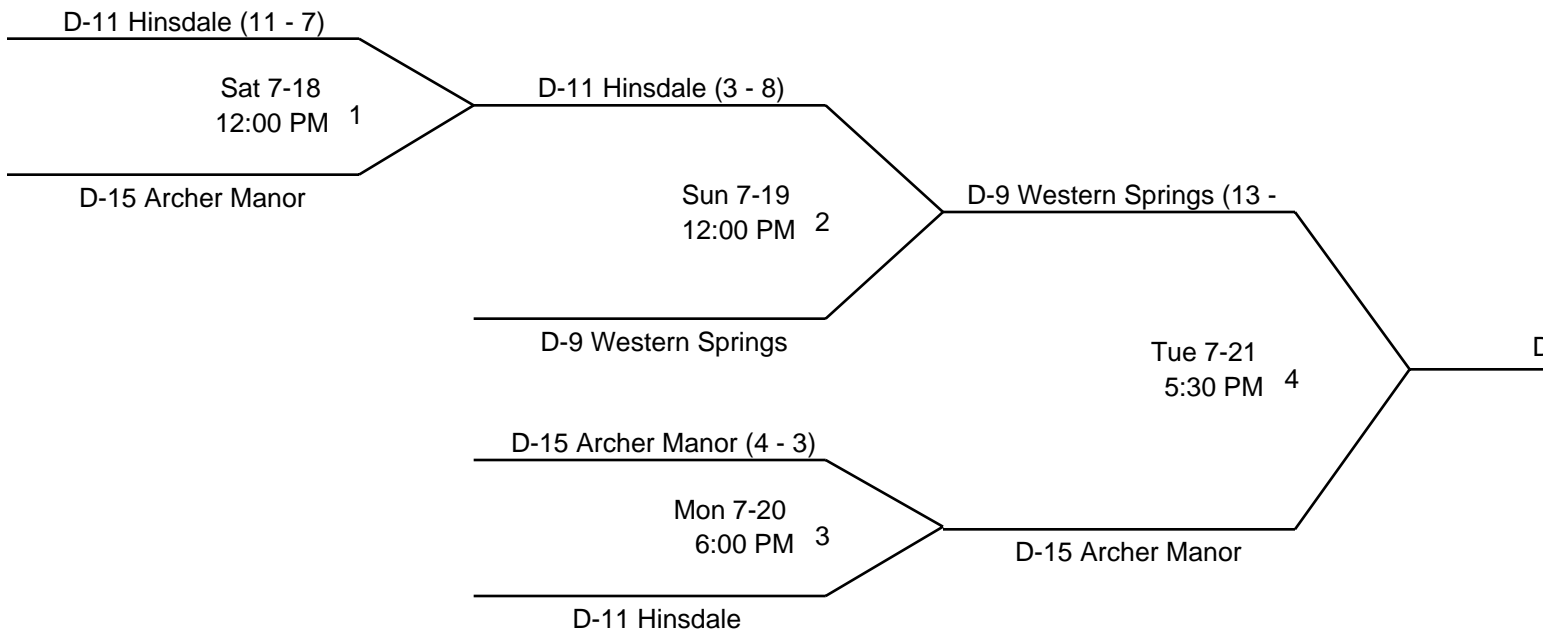 D-11 Hinsdale (11 - 7)
Sat 7-18
12:00 PM 1
D-15 Archer Manor
D-11 Hinsdale (3 - 8)
Sun 7-19
12:00 PM 2
D-9 Western Springs
D-9 Western Springs (13 -
Tue 7-21
5:30 PM 4
D-15 Archer Manor (4 - 3)
Mon 7-20
6:00 PM 3
D-11 Hinsdale
D-15 Archer Manor